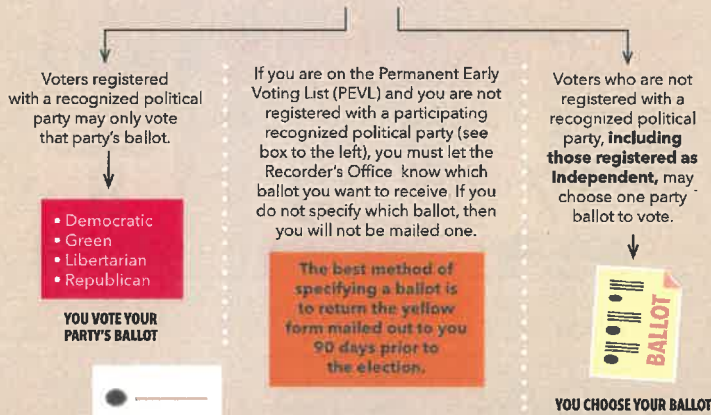 Voters registered
with a recognized political
party may only vote
that party's ballot.
• Democratic
• Green
• Libertarian
• Republican
YOU VOTE YOUR
PARTY'S BALLOT
If you are on the Permanent Early
Voting List (PEVL) and you are not
registered with a participating
recognized political party (see
box to the left), you must let the
Recorder's Office know which
ballot you want to receive. If you
do not specify which ballot, then
you will not be mailed one.
The best method of
specifying a ballot is
to return the yellow
form mailed out to you
90 days prior to
the election.
Voters who are not
registered with a
recognized political
party, including
those registered as
Independent, may
choose one party
ballot to vote.
BALLOT
YOU CHOOSE YOUR BALLOT